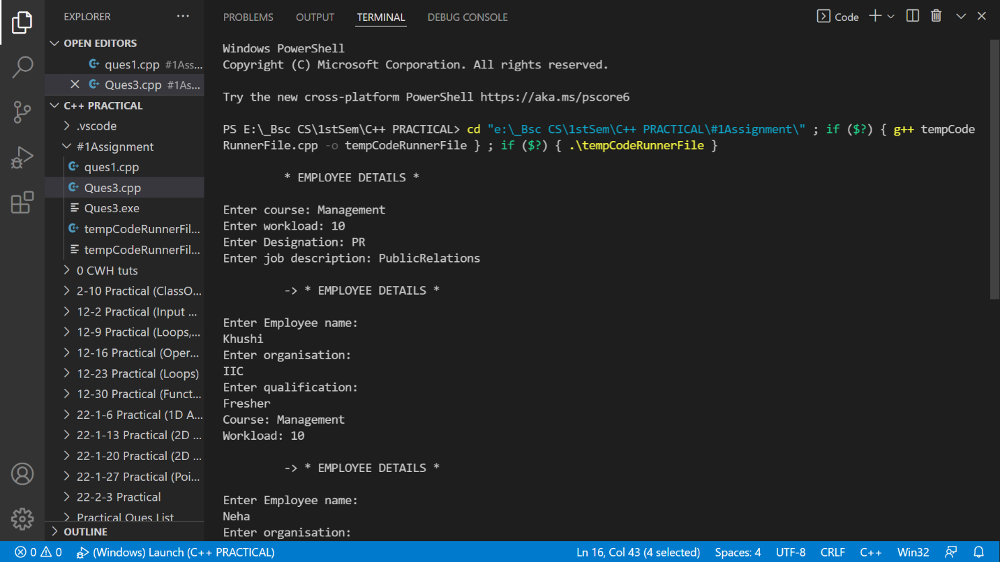 EXPLORER
OPEN EDITORS
ques1.cpp #1Ass...
Ques3.cpp #1As...
C++ PRACTICAL
.vscode
#1Assignment
ques1.cpp
Ques3.cpp
Ques3.exe
tempCodeRunnerFil...
tempCodeRunnerFil...
0 CWH tuts
2-10 Practical (ClassO...
12-2 Practical (Input ...
12-9 Practical (Loops,...
12-16 Practical (Oper...
12-23 Practical (Loops)
12-30 Practical (Funct...
22-1-6 Practical (1D A...
22-1-13 Practical (2D ...
22-1-20 Practical (2D ...
22-1-27 Practical (Poi...
22-2-3 Practical
Practical Ques List
OUTLINE
PROBLEMS OUTPUT TERMINAL DEBUG CONSOLE
Code
Windows PowerShell
Copyright (C) Microsoft Corporation. All rights reserved.
Try the new cross-platform PowerShell https://aka.ms/pscore6
PS E:\_Bsc CS\1stSem\C++ PRACTICAL> cd "e:\_Bsc CS\1stSem\C++ PRACTICAL\#1Assignment\" ; if ($?) { g++ tempCode
RunnerFile.cpp -o tempCodeRunnerFile } ; if ($?) { .\tempCodeRunnerFile }
* EMPLOYEE DETAILS *
Enter course: Management
Enter workload: 10
Enter Designation: PR
Enter job description: PublicRelations
-> * EMPLOYEE DETAILS *
Enter Employee name:
Khushi
Enter organisation:
IIC
Enter qualification:
Fresher
Course: Management
Workload: 10
-> * EMPLOYEE DETAILS *
Enter Employee name:
Neha
Enter organisation:
0 0 (Windows) Launch (C++ PRACTICAL) Ln 16, Col 43 (4 selected) Spaces: 4 UTF-8 CRLF C++ Win32